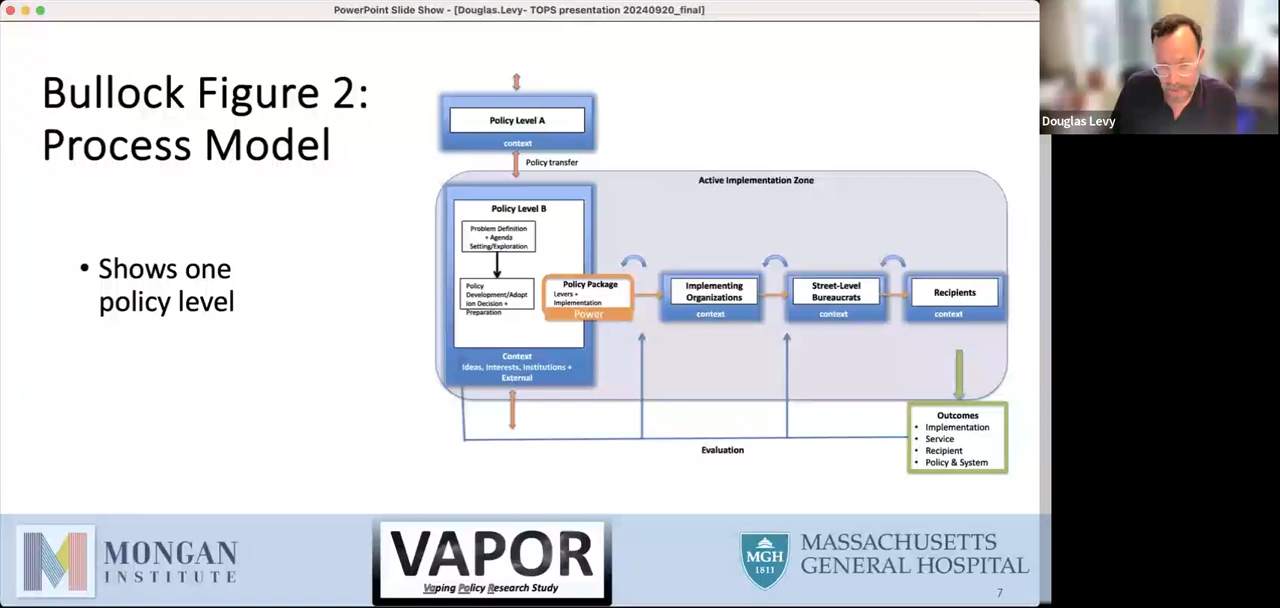 PowerPoint Slide Show - [Douglas.Levy- TOPS presentation 20240920_final]
Douglas Levy
Bullock Figure 2:
Process Model
• Shows one
policy level
Policy Level A
context
Policy transfer
Active Implementation Zone
Policy Level B
Problem Definition
+ Agenda
Setting/Exploration
Policy
Development/Adopt
ion Decision +
Preparation
Policy Package
Levers +
Implementation
Power
Context
Ideas, Interests, Institutions +
External
Implementing
Organizations
context
Street-Level
Bureaucrats
context
Recipients
context
Outcomes
• Implementation
• Service
• Recipient
• Policy & System
Evaluation
MONGAN
INSTITUTE
VAPOR
Vaping Policy Research Study
MGH
1811
MASSACHUSETTS
GENERAL HOSPITAL
7